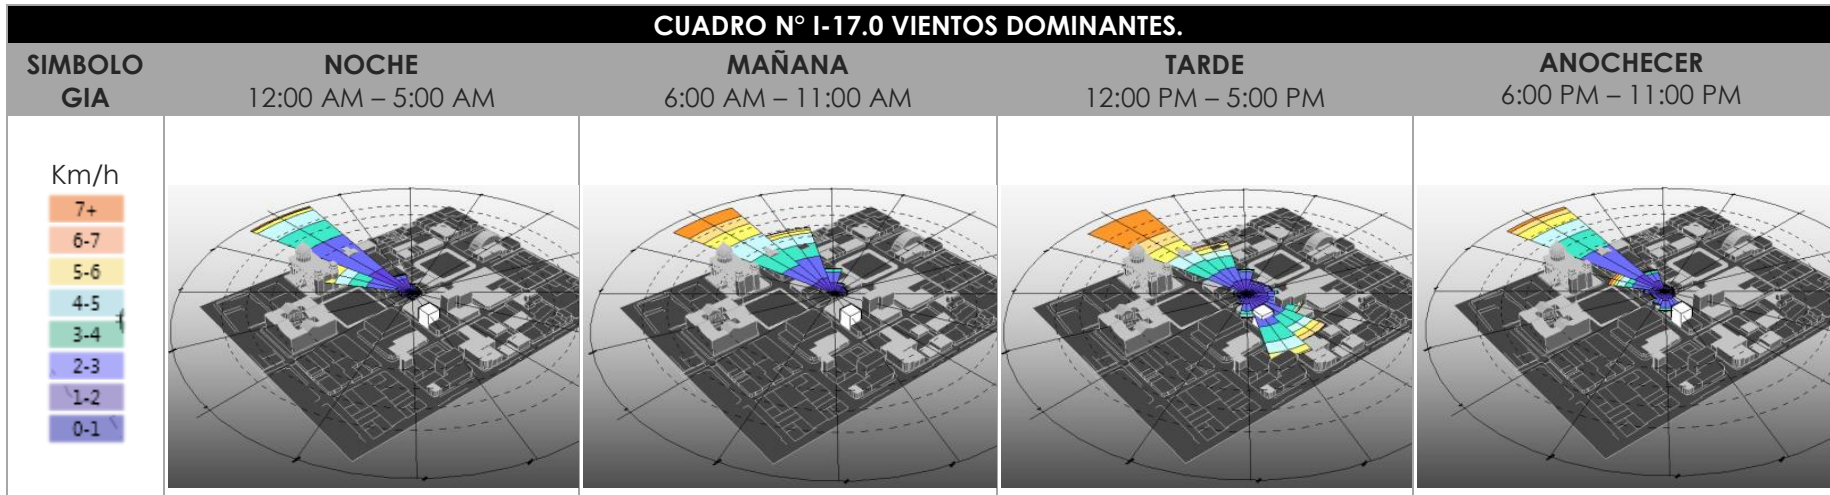 CUADRO N° I-17.0 VIENTOS DOMINANTES.
SIMBOLO
GIA
NOCHE
12:00 AM – 5:00 AM
MAÑANA
6:00 AM – 11:00 AM
TARDE
12:00 PM – 5:00 PM
ANOCHECER
6:00 PM – 11:00 PM
Km/h
7+
6-7
5-6
4-5
3-4
2-3
1-2
0-1